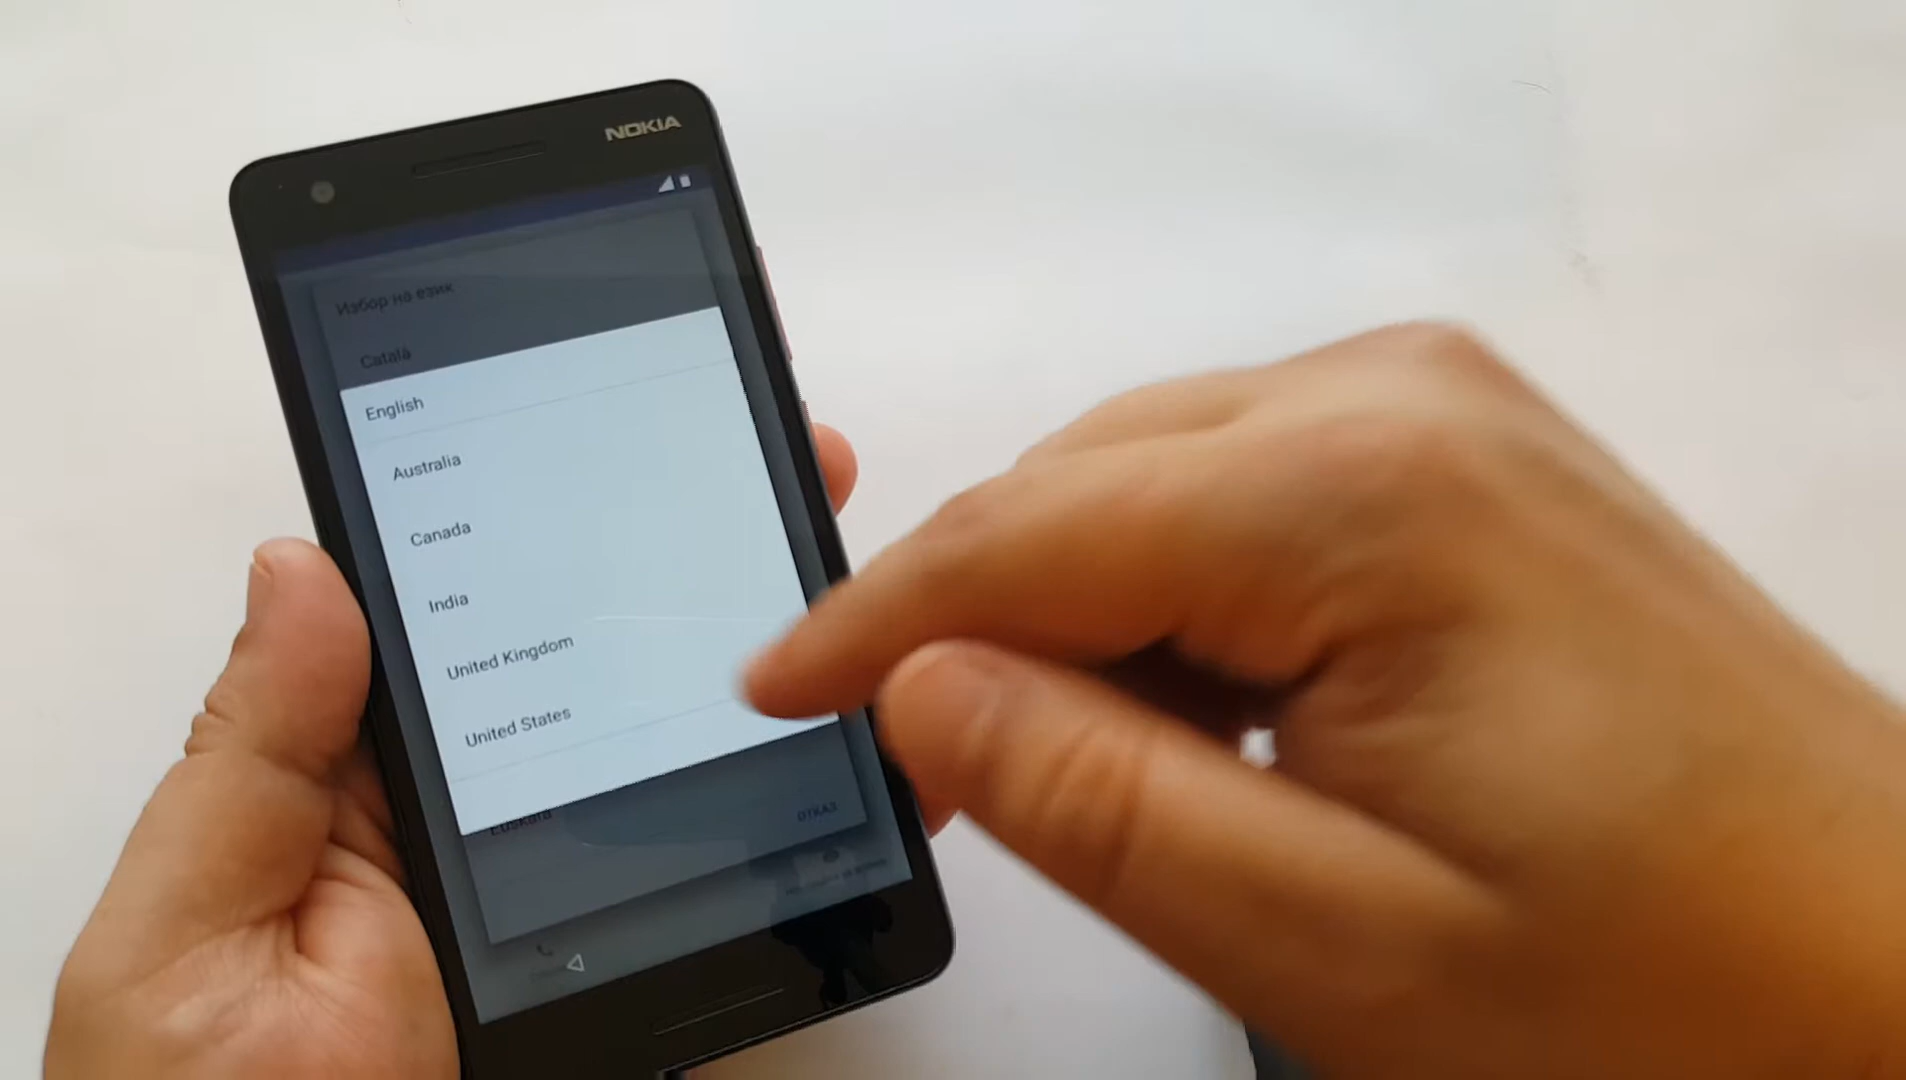 NOKIA
Избор на език
Català
English
Australia
Canada
India
United Kingdom
United States
Euskara
ОТКАЗ